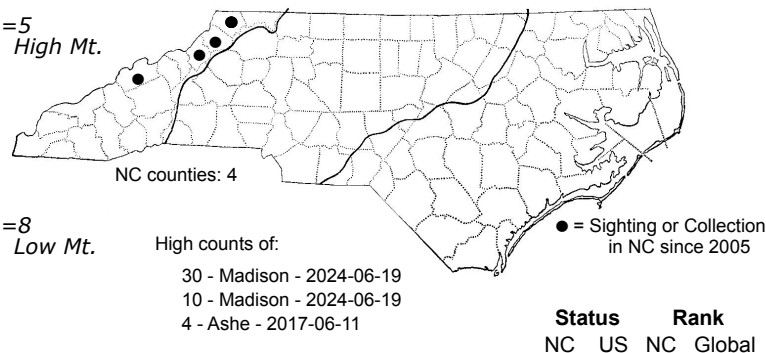 =5
High Mt.
NC counties: 4
=8
Low Mt.
High counts of:
30 - Madison - 2024-06-19
10 - Madison - 2024-06-19
4 - Ashe - 2017-06-11
● = Sighting or Collection
in NC since 2005
Status Rank
NC US NC Global